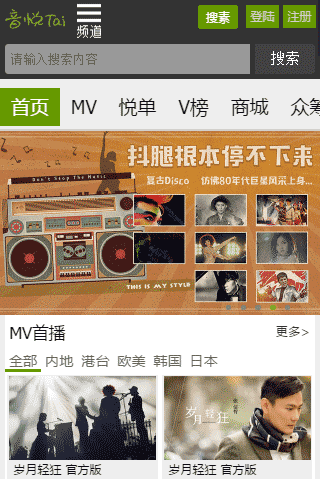 音悦Tai
频道
搜索
登陆
注册
请输入搜索内容
搜索
首页
MV
悦单
V榜
商城
众筹
抖腿根本停不下来
复古Disco 仿佛80年代巨星风采上身...
Don't Stop The Music
THIS IS MY STYLE
MV首播
更多>
全部
内地
港台
欧美
韩国
日本
岁月轻狂
岁月轻狂 官方版
岁月轻狂 官方版